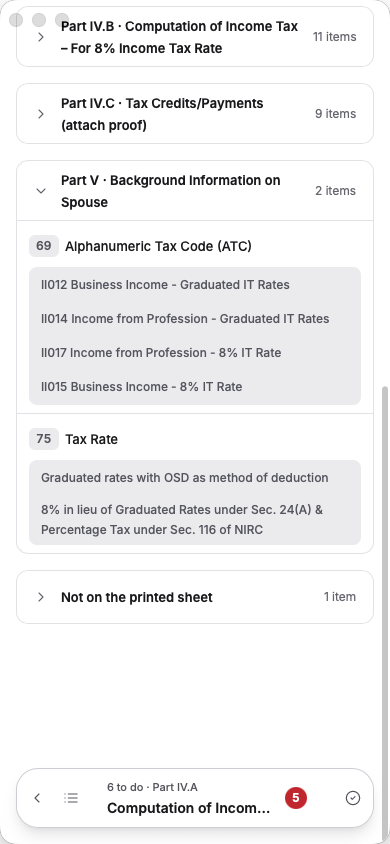 Part IV.B · Computation of Income Tax
– For 8% Income Tax Rate
11 items
Part IV.C · Tax Credits/Payments
(attach proof)
9 items
Part V · Background Information on
Spouse
2 items
69 Alphanumeric Tax Code (ATC)
II012 Business Income - Graduated IT Rates
II014 Income from Profession - Graduated IT Rates
II017 Income from Profession - 8% IT Rate
II015 Business Income - 8% IT Rate
75 Tax Rate
Graduated rates with OSD as method of deduction
8% in lieu of Graduated Rates under Sec. 24(A) &
Percentage Tax under Sec. 116 of NIRC
Not on the printed sheet
1 item
6 to do · Part IV.A
Computation of Incom...
5